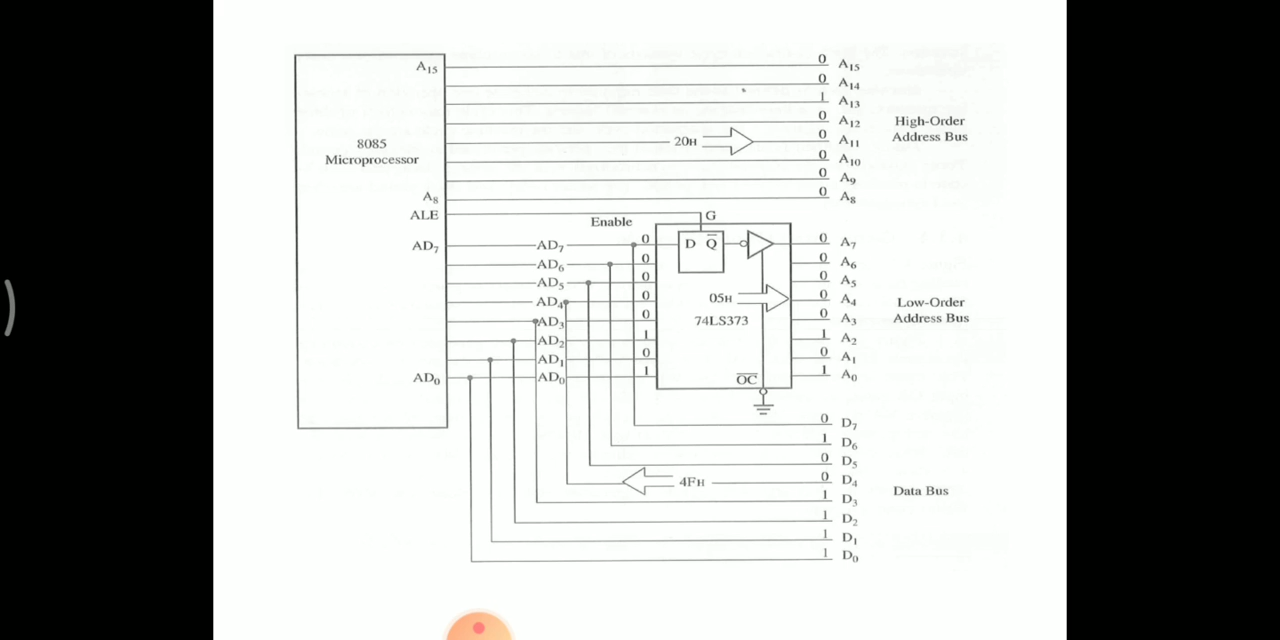 A₁₅
0 A₁₅
0 A₁₄
1 A₁₃
0 A₁₂
High-Order
Address Bus
8085
Microprocessor
20H
0 A₁₁
0 A₁₀
0 A₉
A₈
0 A₈
ALE
Enable
G
AD₇
AD₇ 0
D Q̅
0 A₇
AD₆ 0
0 A₆
AD₅ 0
0 A₅
AD₄ 0
05H
0 A₄
Low-Order
Address Bus
AD₃ 0
74LS373
0 A₃
AD₂ 1
1 A₂
AD₁ 0
0 A₁
AD₀
AD₀ 1
O̅C̅
1 A₀
0 D₇
1 D₆
0 D₅
4FH
0 D₄
Data Bus
1 D₃
1 D₂
1 D₁
1 D₀